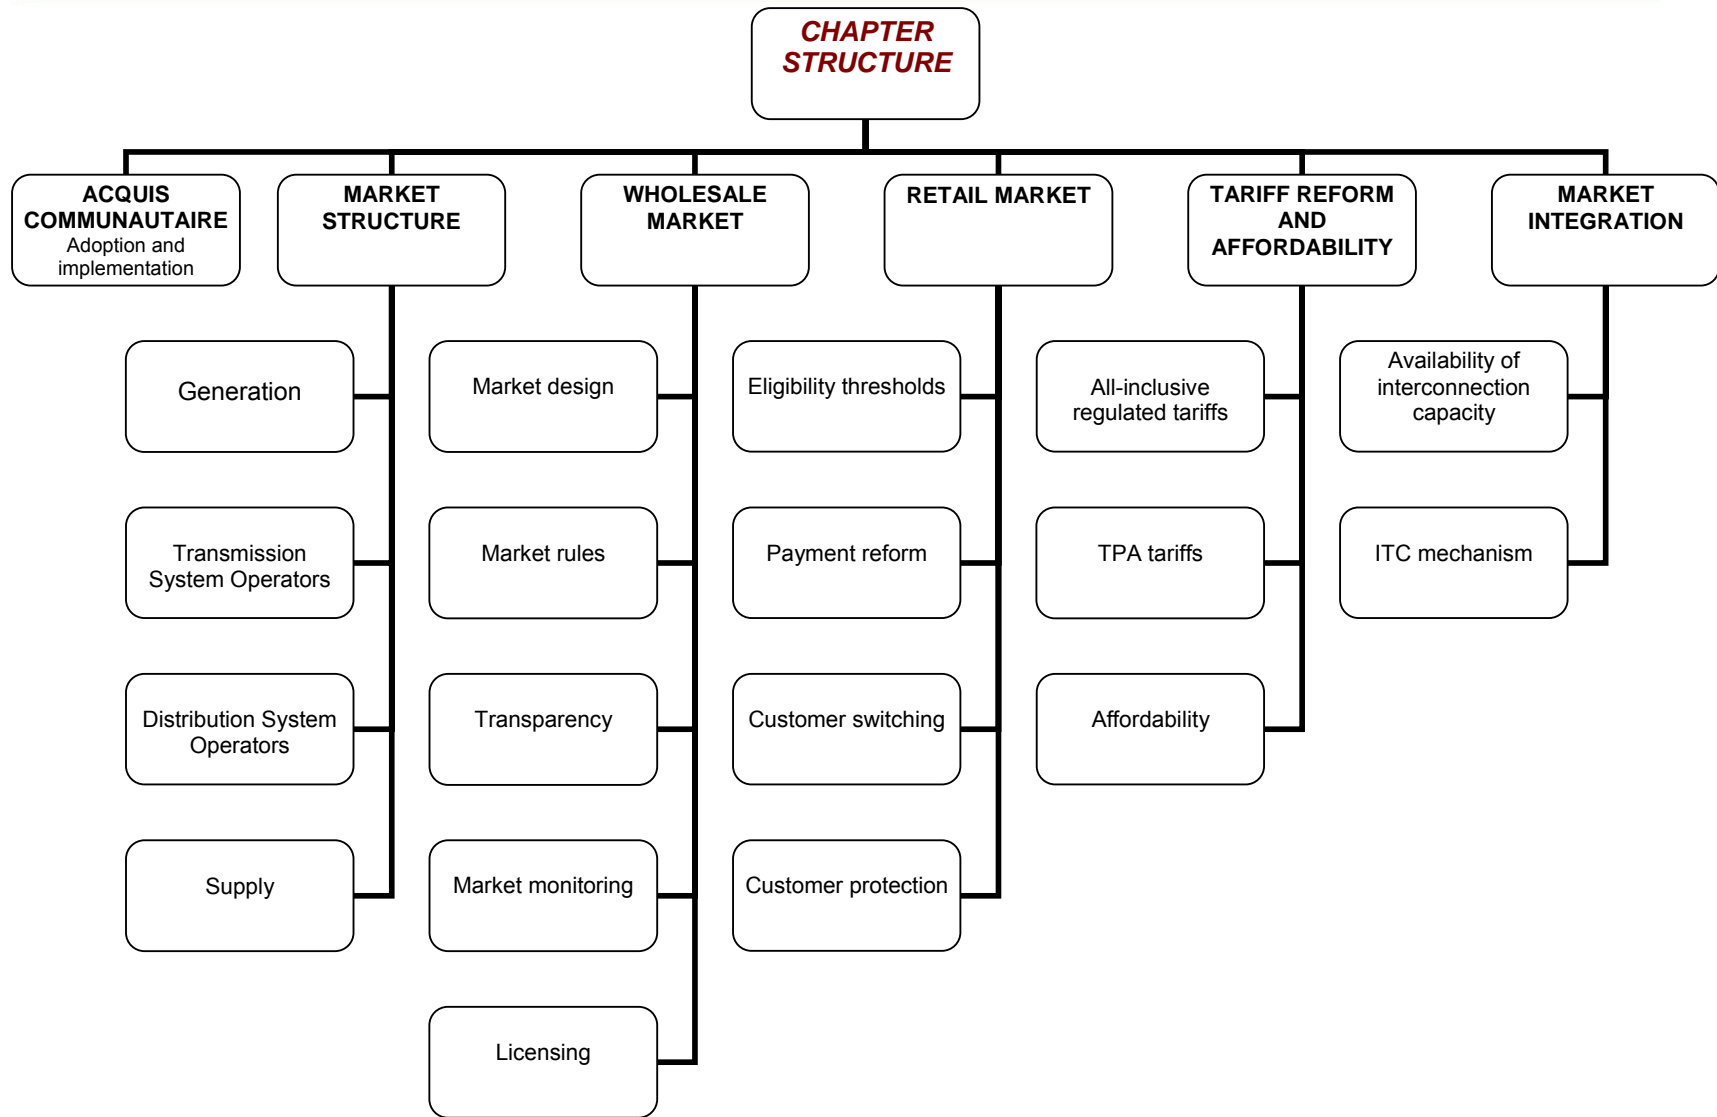 CHAPTER
STRUCTURE
ACQUIS
COMMUNAUTAIRE
Adoption and
implementation
MARKET
STRUCTURE
WHOLESALE
MARKET
RETAIL MARKET
TARIFF REFORM
AND
AFFORDABILITY
MARKET
INTEGRATION
Generation
Transmission
System Operators
Distribution System
Operators
Supply
Market design
Market rules
Transparency
Market monitoring
Licensing
Eligibility thresholds
Payment reform
Customer switching
Customer protection
All-inclusive
regulated tariffs
TPA tariffs
Affordability
Availability of
interconnection
capacity
ITC mechanism